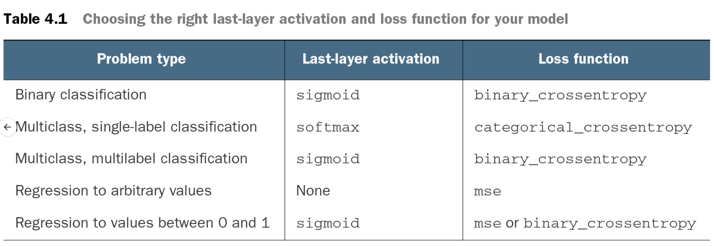 Table 4.1 Choosing the right last-layer activation and loss function for your model
Problem type Last-layer activation Loss function
Binary classification sigmoid binary_crossentropy
Multiclass, single-label classification softmax categorical_crossentropy
Multiclass, multilabel classification sigmoid binary_crossentropy
Regression to arbitrary values None mse
Regression to values between 0 and 1 sigmoid mse or binary_crossentropy